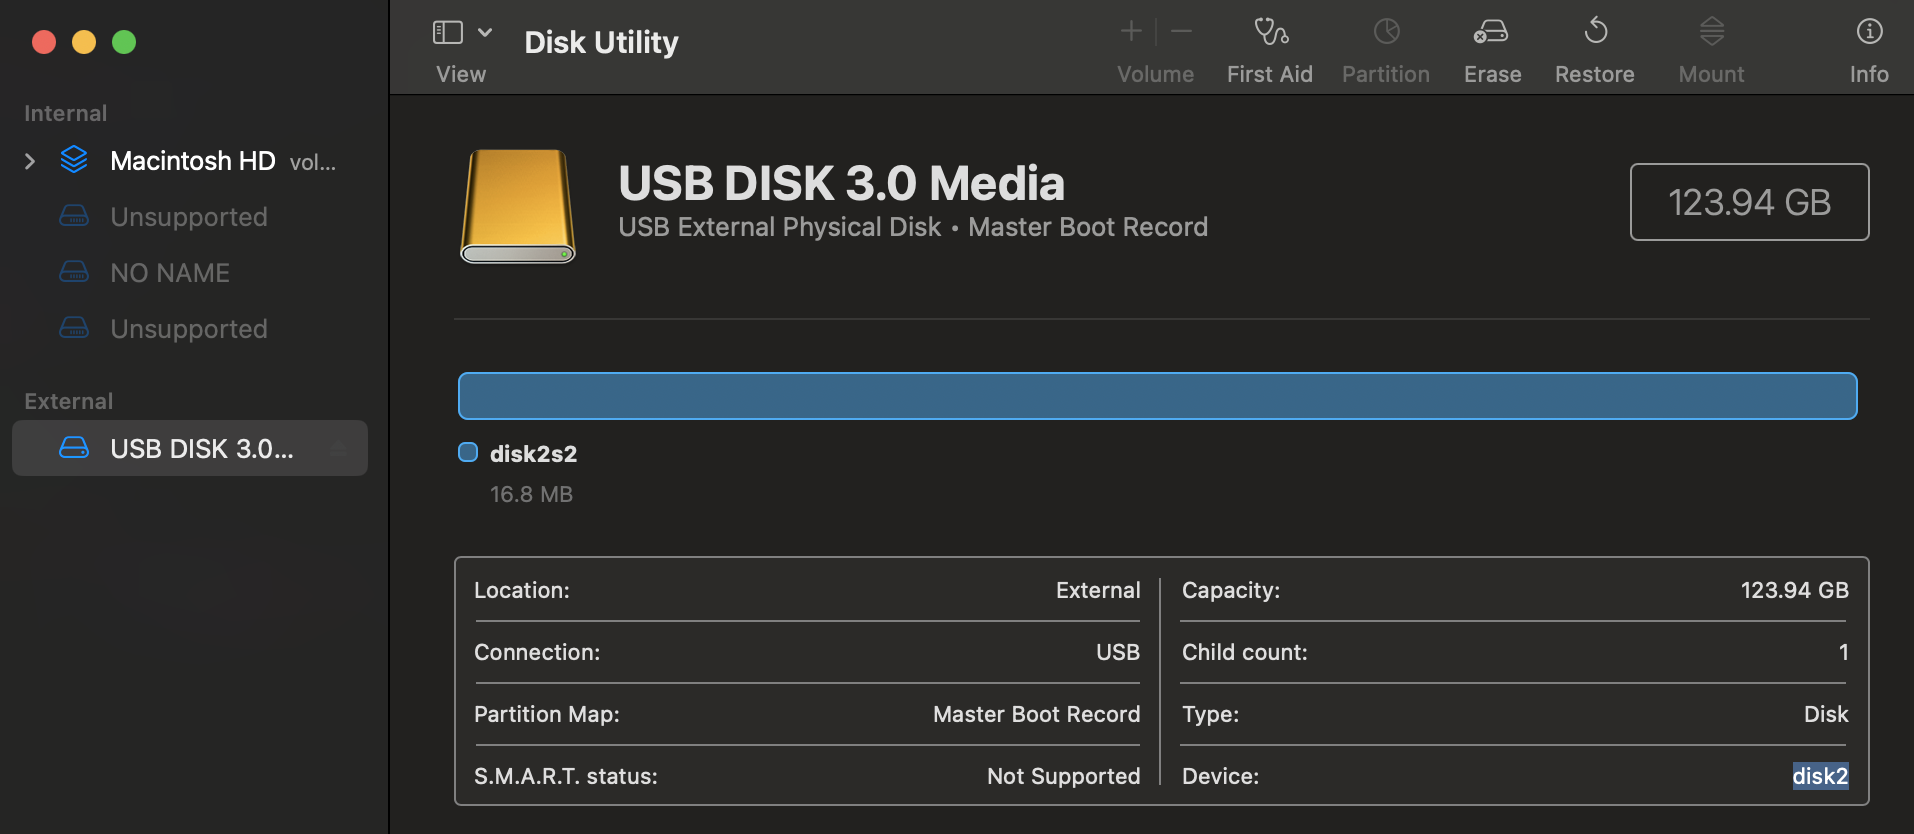 View
Disk Utility
Volume
First Aid
Partition
Erase
Restore
Mount
Info
Internal
Macintosh HD vol...
Unsupported
NO NAME
Unsupported
External
USB DISK 3.0...
USB DISK 3.0 Media
USB External Physical Disk • Master Boot Record
123.94 GB
disk2s2
16.8 MB
Location: External
Connection: USB
Partition Map: Master Boot Record
S.M.A.R.T. status: Not Supported
Capacity: 123.94 GB
Child count: 1
Type: Disk
Device: disk2